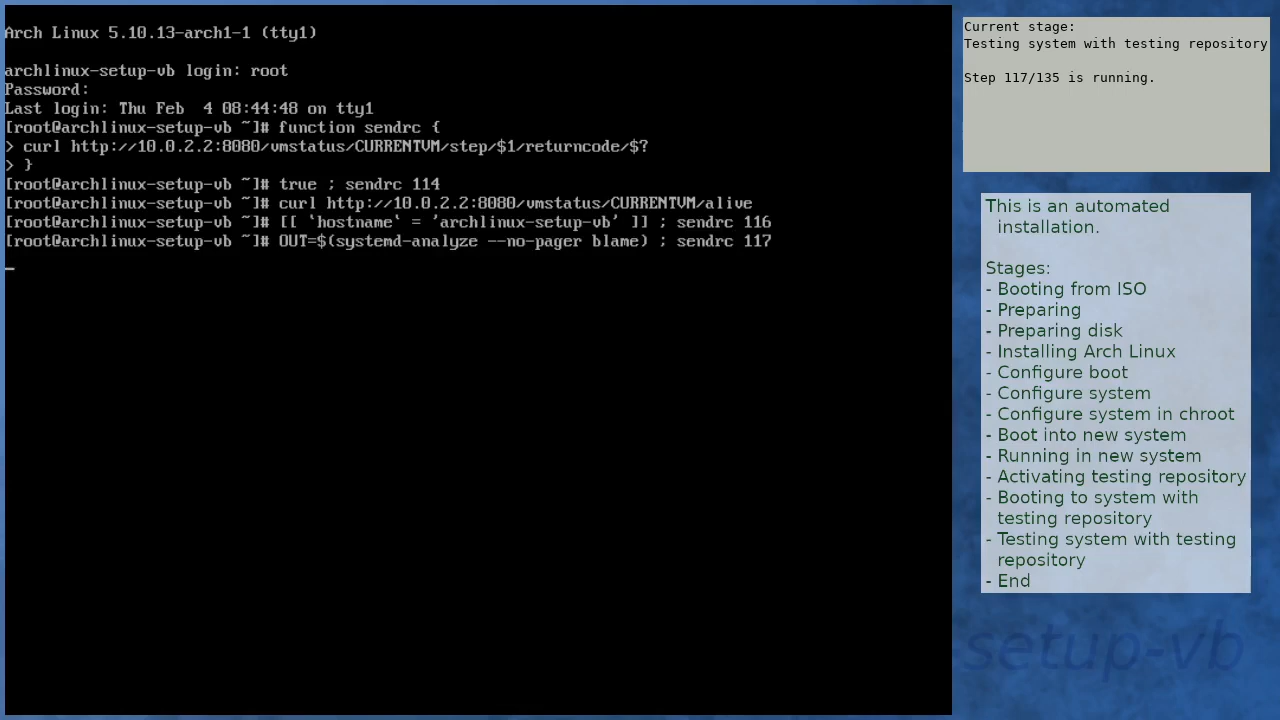 Arch Linux 5.10.13-arch1-1 (tty1)
archlinux-setup-vb login: root
Password:
Last login: Thu Feb  4 08:44:48 on tty1
[root@archlinux-setup-vb ~]# function sendrc {
> curl http://10.0.2.2:8080/vmstatus/CURRENTVM/step/$1/returncode/$?
> }
[root@archlinux-setup-vb ~]# true ; sendrc 114
[root@archlinux-setup-vb ~]# curl http://10.0.2.2:8080/vmstatus/CURRENTVM/alive
[root@archlinux-setup-vb ~]# [[ `hostname` = 'archlinux-setup-vb' ]] ; sendrc 116
[root@archlinux-setup-vb ~]# OUT=$(systemd-analyze --no-pager blame) ; sendrc 117
Current stage:
Testing system with testing repository
Step 117/135 is running.
This is an automated
installation.
Stages:
- Booting from ISO
- Preparing
- Preparing disk
- Installing Arch Linux
- Configure boot
- Configure system
- Configure system in chroot
- Boot into new system
- Running in new system
- Activating testing repository
- Booting to system with
testing repository
- Testing system with testing
repository
- End
setup-vb